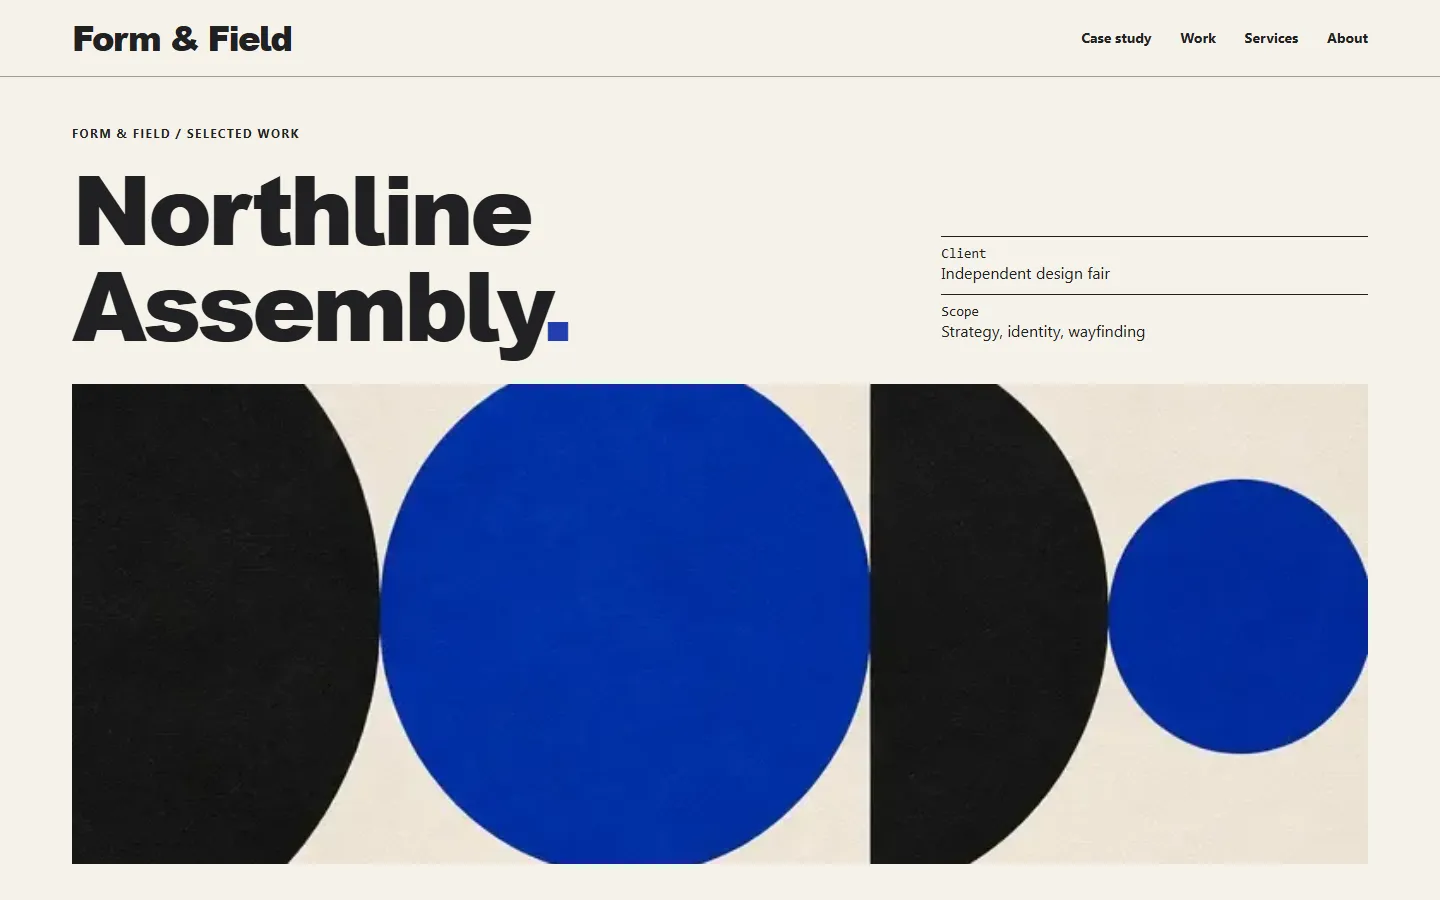 Form & Field
Case study
Work
Services
About
FORM & FIELD / SELECTED WORK
Northline
Assembly.
Client
Independent design fair
Scope
Strategy, identity, wayfinding